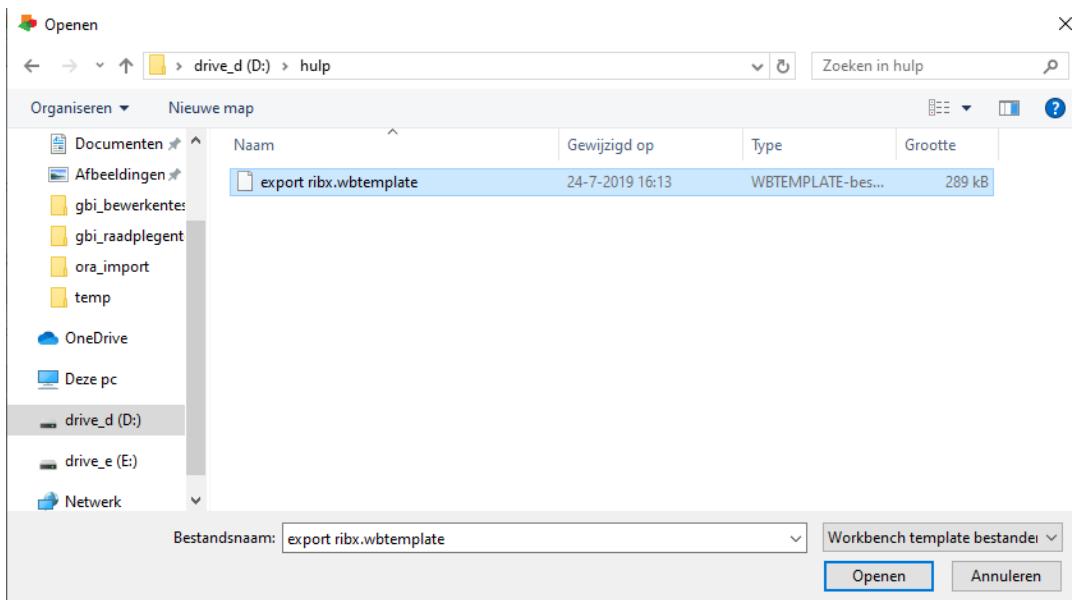 Openen
drive_d (D:) › hulp
Zoeken in hulp
Organiseren
Nieuwe map
Naam
Gewijzigd op
Type
Grootte
export ribx.wbtemplate
24-7-2019 16:13
WBTEMPLATE-bes...
289 kB
Documenten
Afbeeldingen
gbi_bewerkentes
gbi_raadplegent
ora_import
temp
OneDrive
Deze pc
drive_d (D:)
drive_e (E:)
Netwerk
Bestandsnaam:
export ribx.wbtemplate
Workbench template bestander
Openen
Annuleren